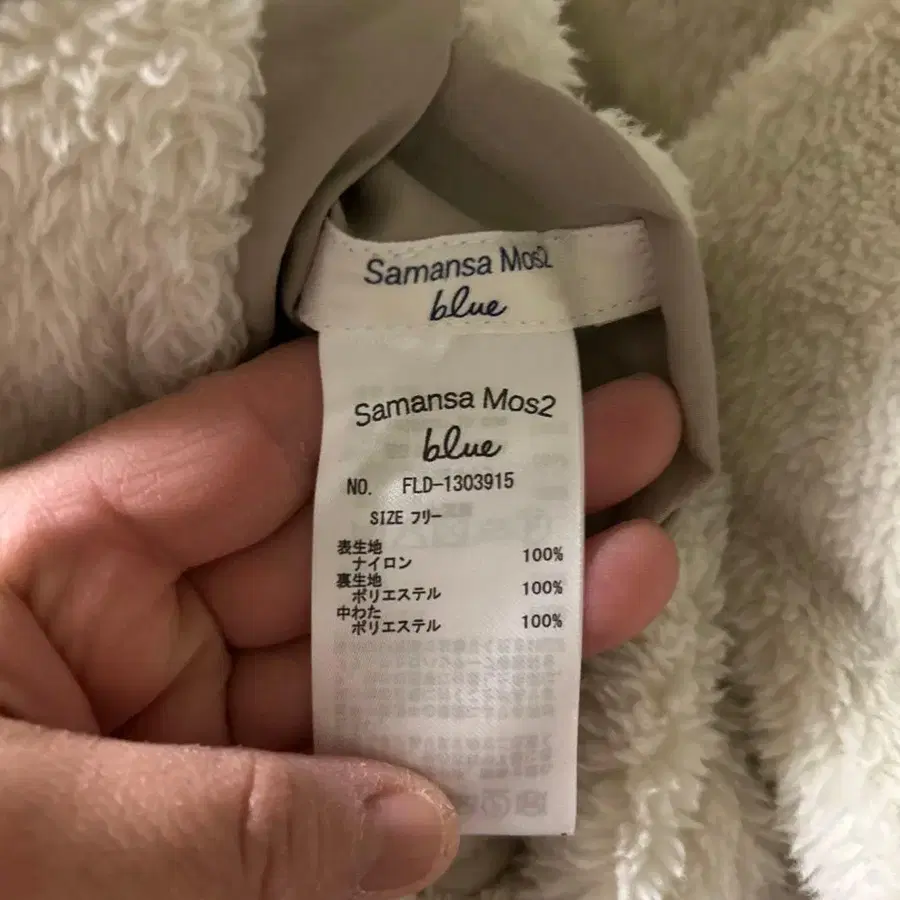 Samansa Mos2
blue
Samansa Mos2
blue
NO. FLD-1303915
SIZE フリー
表生地
ナイロン 100%
裏生地
ポリエステル 100%
中わた
ポリエステル 100%